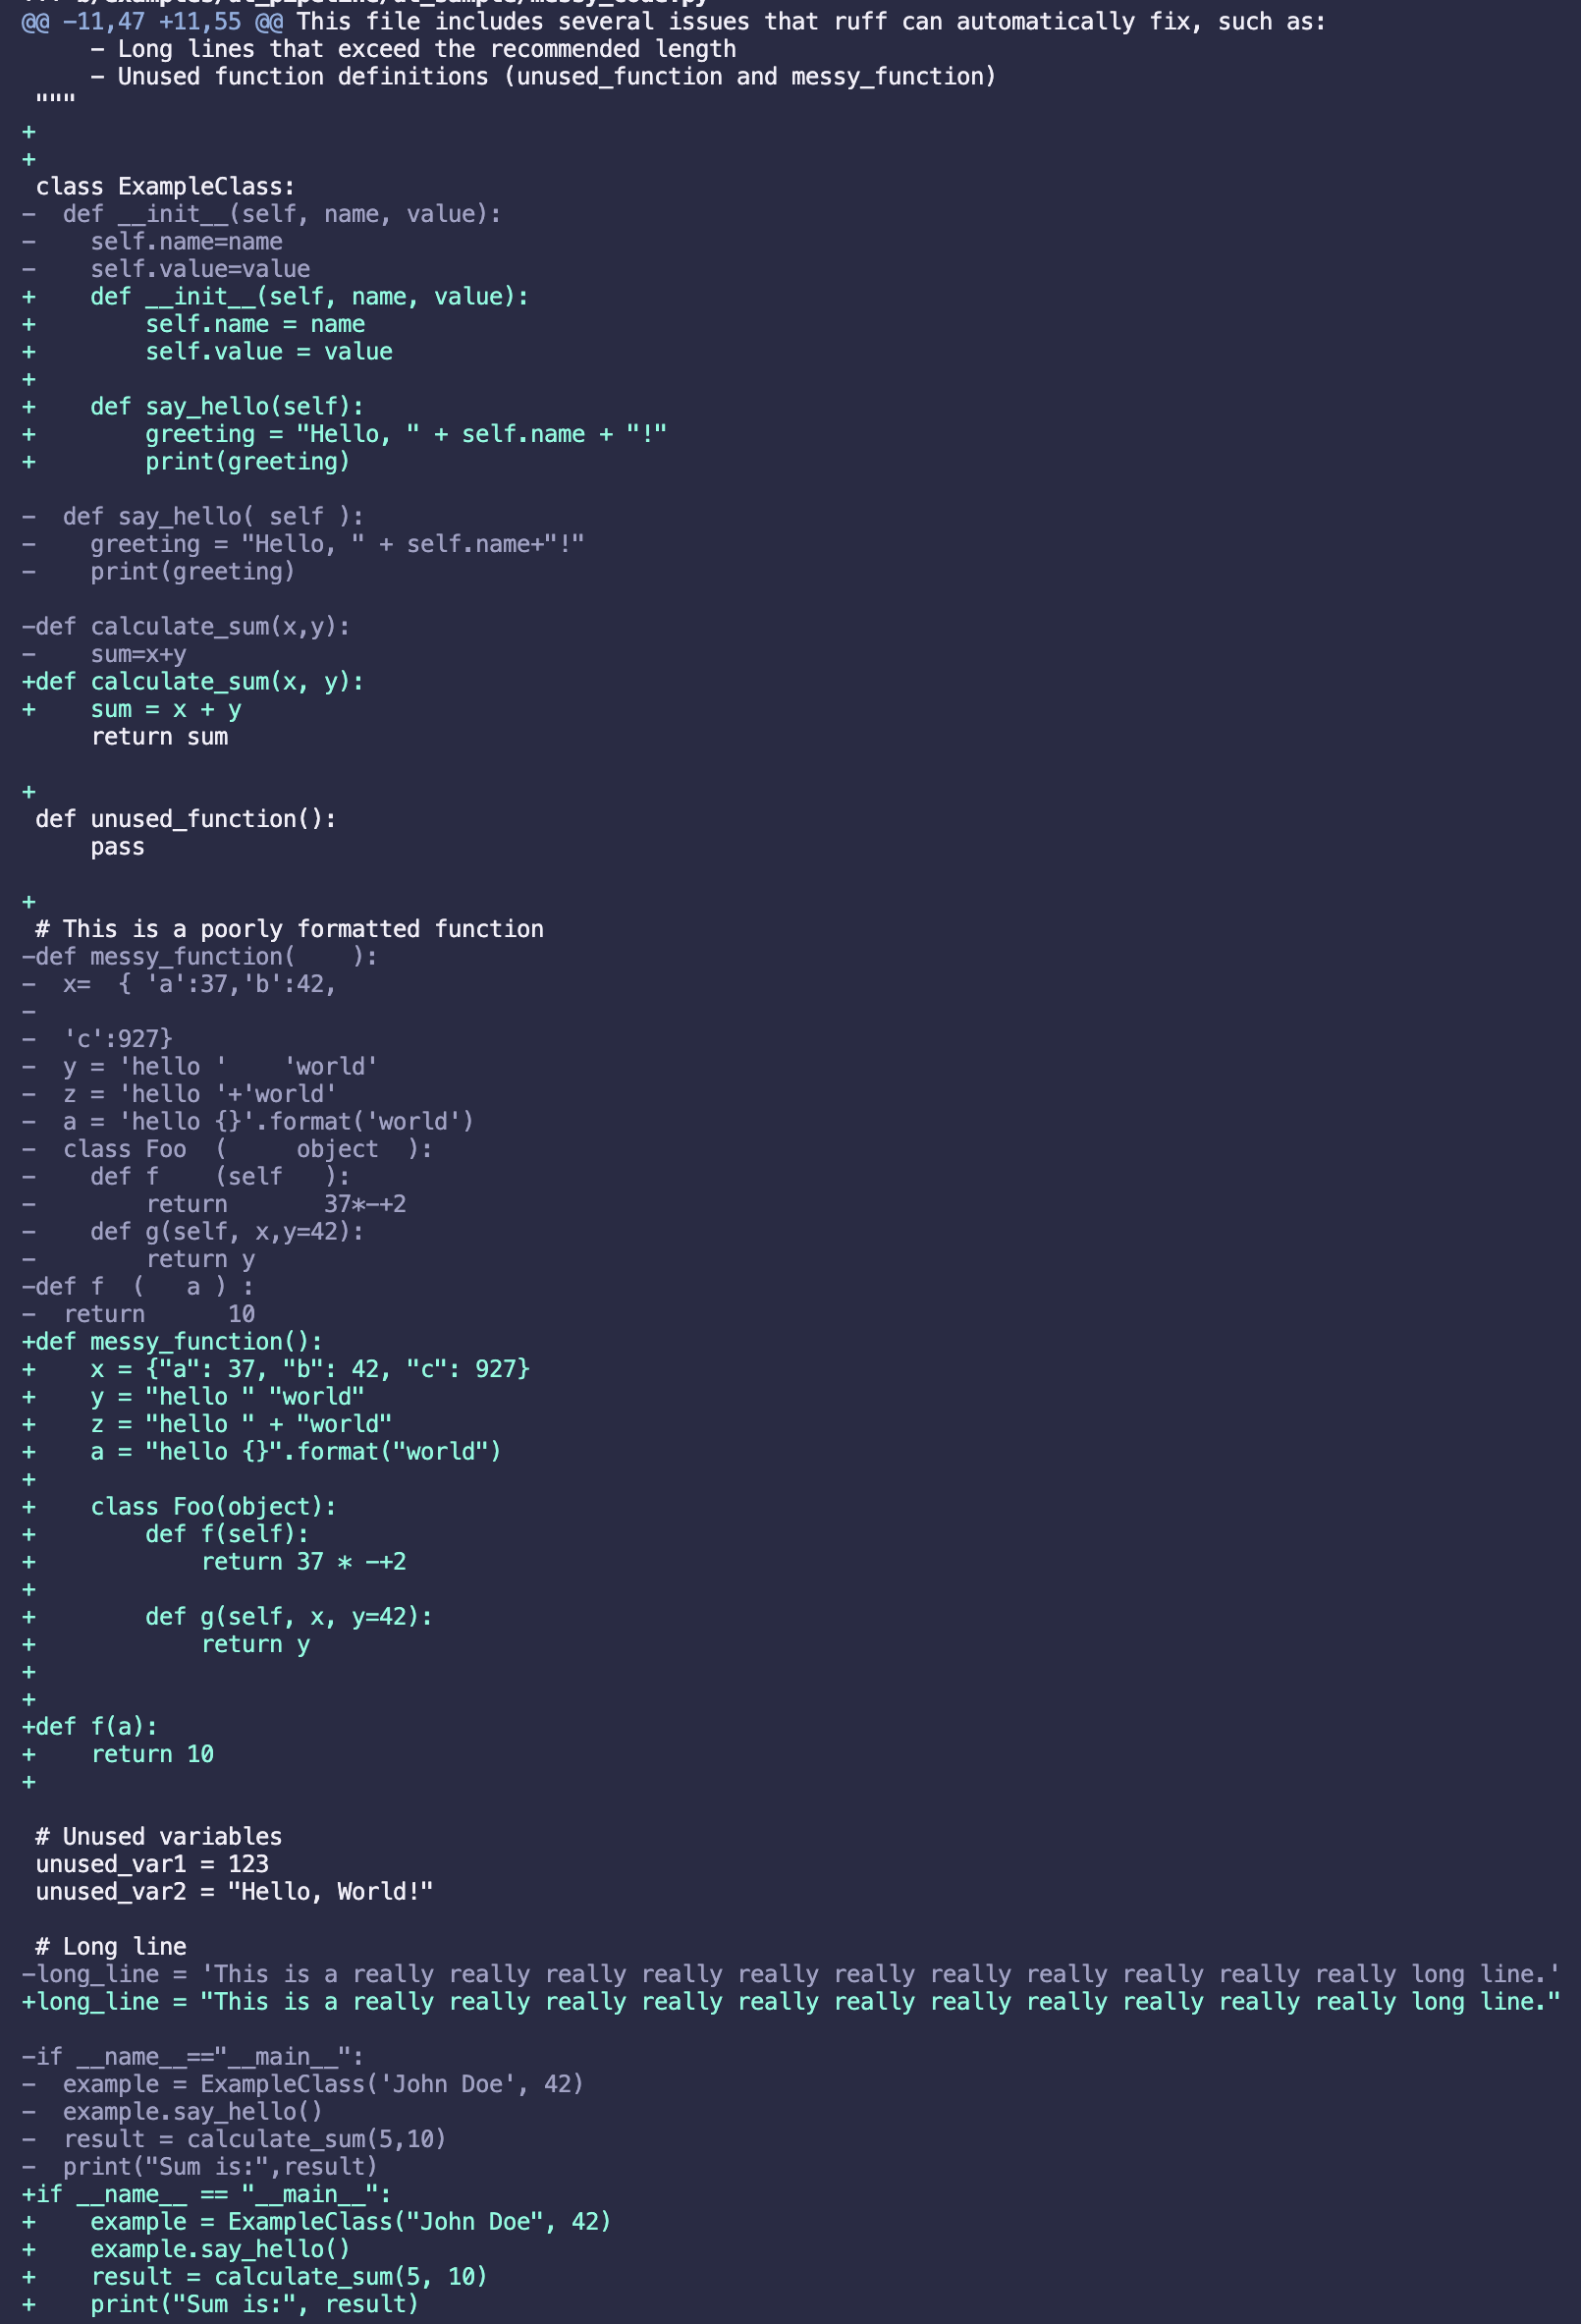 +++ b/examples/at_pipeline/at_sample/messy_code.py
@@ -11,47 +11,55 @@ This file includes several issues that ruff can automatically fix, such as:
     - Long lines that exceed the recommended length
     - Unused function definitions (unused_function and messy_function)
 """
+
+
 class ExampleClass:
-  def __init__(self, name, value):
-    self.name=name
-    self.value=value
+    def __init__(self, name, value):
+        self.name = name
+        self.value = value
+
+    def say_hello(self):
+        greeting = "Hello, " + self.name + "!"
+        print(greeting)

-  def say_hello( self ):
-    greeting = "Hello, " + self.name+"!"
-    print(greeting)

-def calculate_sum(x,y):
-    sum=x+y
+def calculate_sum(x, y):
+    sum = x + y
     return sum

+
 def unused_function():
     pass

+
 # This is a poorly formatted function
-def messy_function(    ):
-  x=  { 'a':37,'b':42,
-
-  'c':927}
-  y = 'hello '    'world'
-  z = 'hello '+'world'
-  a = 'hello {}'.format('world')
-  class Foo  (     object  ):
-    def f    (self   ):
-        return       37*-+2
-    def g(self, x,y=42):
-        return y
-def f  (   a ) :
-  return      10
+def messy_function():
+    x = {"a": 37, "b": 42, "c": 927}
+    y = "hello " "world"
+    z = "hello " + "world"
+    a = "hello {}".format("world")
+
+    class Foo(object):
+        def f(self):
+            return 37 * -+2
+
+        def g(self, x, y=42):
+            return y
+
+
+def f(a):
+    return 10
+

 # Unused variables
 unused_var1 = 123
 unused_var2 = "Hello, World!"

 # Long line
-long_line = 'This is a really really really really really really really really really really really long line.'
+long_line = "This is a really really really really really really really really really really really long line."

-if __name__=="__main__":
-  example = ExampleClass('John Doe', 42)
-  example.say_hello()
-  result = calculate_sum(5,10)
-  print("Sum is:",result)
+if __name__ == "__main__":
+    example = ExampleClass("John Doe", 42)
+    example.say_hello()
+    result = calculate_sum(5, 10)
+    print("Sum is:", result)